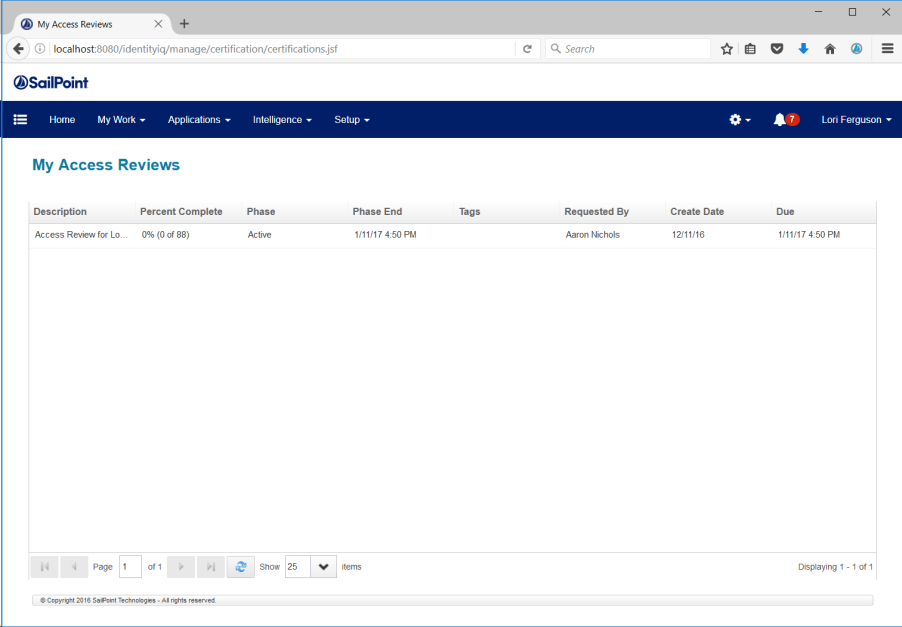 My Access Reviews
localhost:8080/identityiq/manage/certification/certifications.jsf
Search
SailPoint
Home My Work Applications Intelligence Setup 7 Lori Ferguson
My Access Reviews
Description Percent Complete Phase Phase End Tags Requested By Create Date Due
Access Review for Lo... 0% (0 of 88) Active 1/11/17 4:50 PM Aaron Nichols 12/11/16 1/11/17 4:50 PM
Page 1 of 1 Show 25 items Displaying 1 - 1 of 1
© Copyright 2016 SailPoint Technologies - All rights reserved.